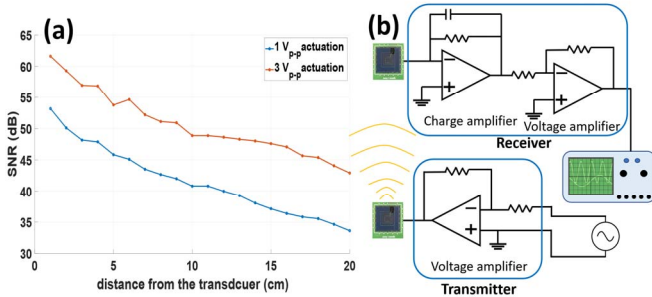 (a)
65
60
55
50
45
40
35
30
SNR (dB)
1 Vp-p actuation
3 Vp-p actuation
0
5
10
15
20
distance from the transdcuer (cm)
(b)
Charge amplifier
Voltage amplifier
Receiver
Voltage amplifier
Transmitter